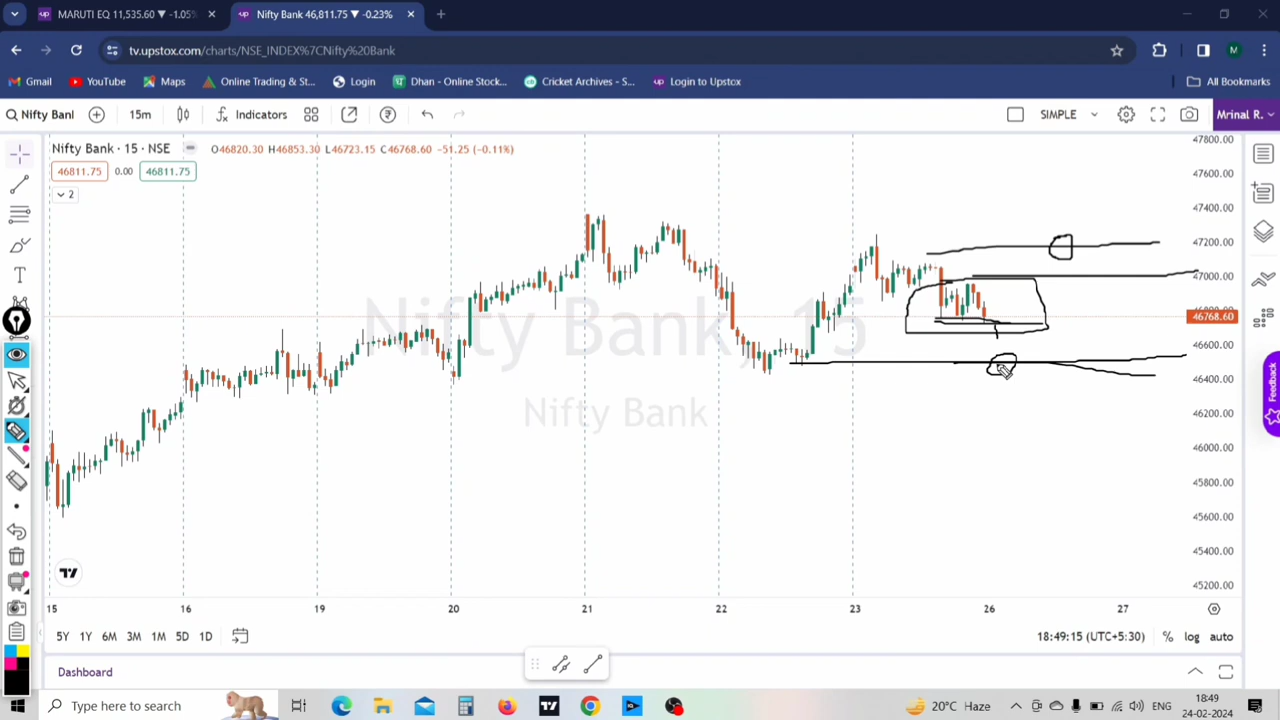 MARUTI EQ 11,535.60 ▼ -1.05% × Nifty Bank 46,811.75 ▼ -0.23% ×
tv.upstox.com/charts/NSE_INDEX%7CNifty%20Bank M
Gmail YouTube Maps Online Trading & St... Login Dhan - Online Stock... Cricket Archives - S... Login to Upstox All Bookmarks
Nifty Banl 15m Indicators SIMPLE Mrinal R.
Nifty Bank · 15 · NSE O46820.30 H46853.30 L46723.15 C46768.60 -51.25 (-0.11%)
46811.75 0.00 46811.75
2
47800.00
47600.00
47400.00
47200.00
47000.00
46768.60
46600.00
46400.00
46200.00
46000.00
45800.00
45600.00
45400.00
45200.00
Nifty Bank, 15
Nifty Bank
Feedback
15 16 19 20 21 22 23 26 27
5Y 1Y 6M 3M 1M 5D 1D 18:49:15 (UTC+5:30) % log auto
Dashboard
Type here to search 20°C Haze ENG 18:49
24-02-2024